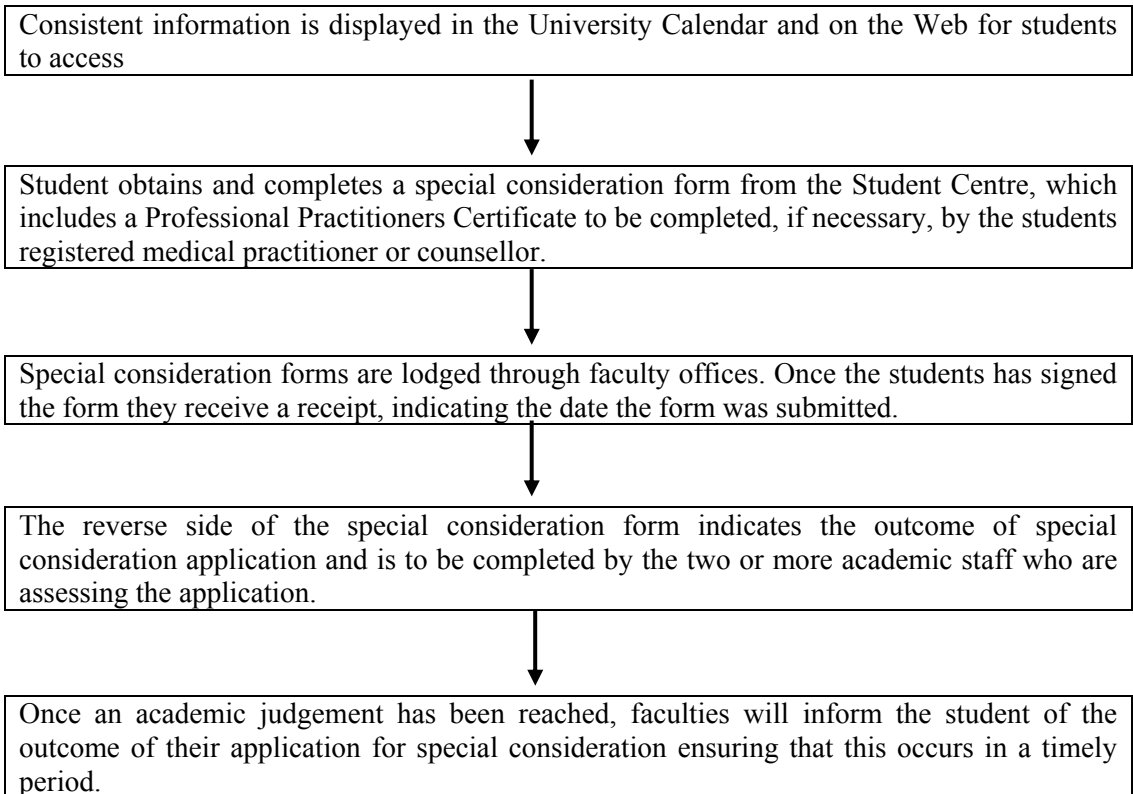 Consistent information is displayed in the University Calendar and on the Web for students
to access
Student obtains and completes a special consideration form from the Student Centre, which
includes a Professional Practitioners Certificate to be completed, if necessary, by the students
registered medical practitioner or counsellor.
Special consideration forms are lodged through faculty offices. Once the students has signed
the form they receive a receipt, indicating the date the form was submitted.
The reverse side of the special consideration form indicates the outcome of special
consideration application and is to be completed by the two or more academic staff who are
assessing the application.
Once an academic judgement has been reached, faculties will inform the student of the
outcome of their application for special consideration ensuring that this occurs in a timely
period.